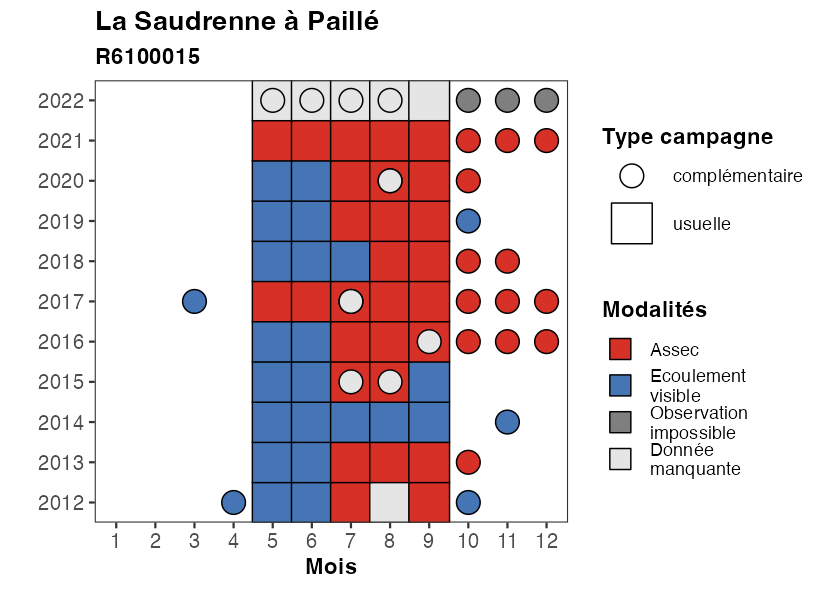 La Saudrenne à Paillé
R6100015
2022
2021
2020
2019
2018
2017
2016
2015
2014
2013
2012
1 2 3 4 5 6 7 8 9 10 11 12
Mois
Type campagne
complémentaire
usuelle
Modalités
Assec
Ecoulement
visible
Observation
impossible
Donnée
manquante